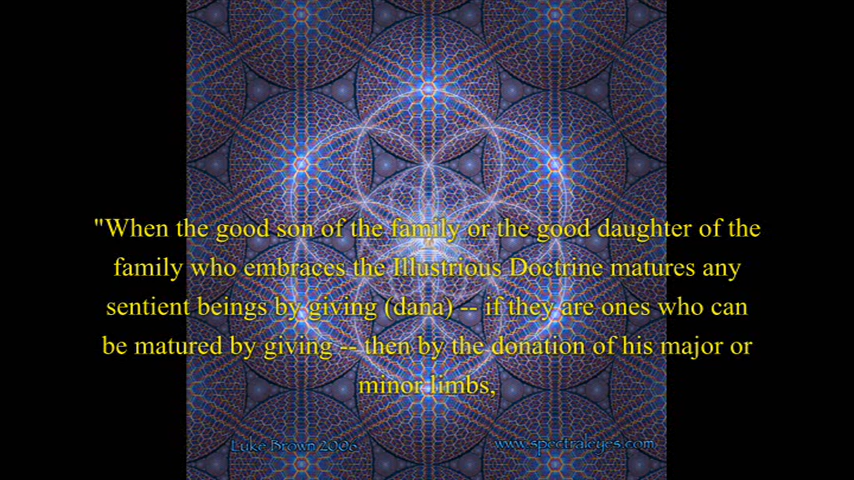 "When the good son of the family or the good daughter of the
family who embraces the Illustrious Doctrine matures any
sentient beings by giving (dana) -- if they are ones who can
be matured by giving -- then by the donation of his major or
minor limbs,
Luke Brown 2006 www.spectraleyes.com